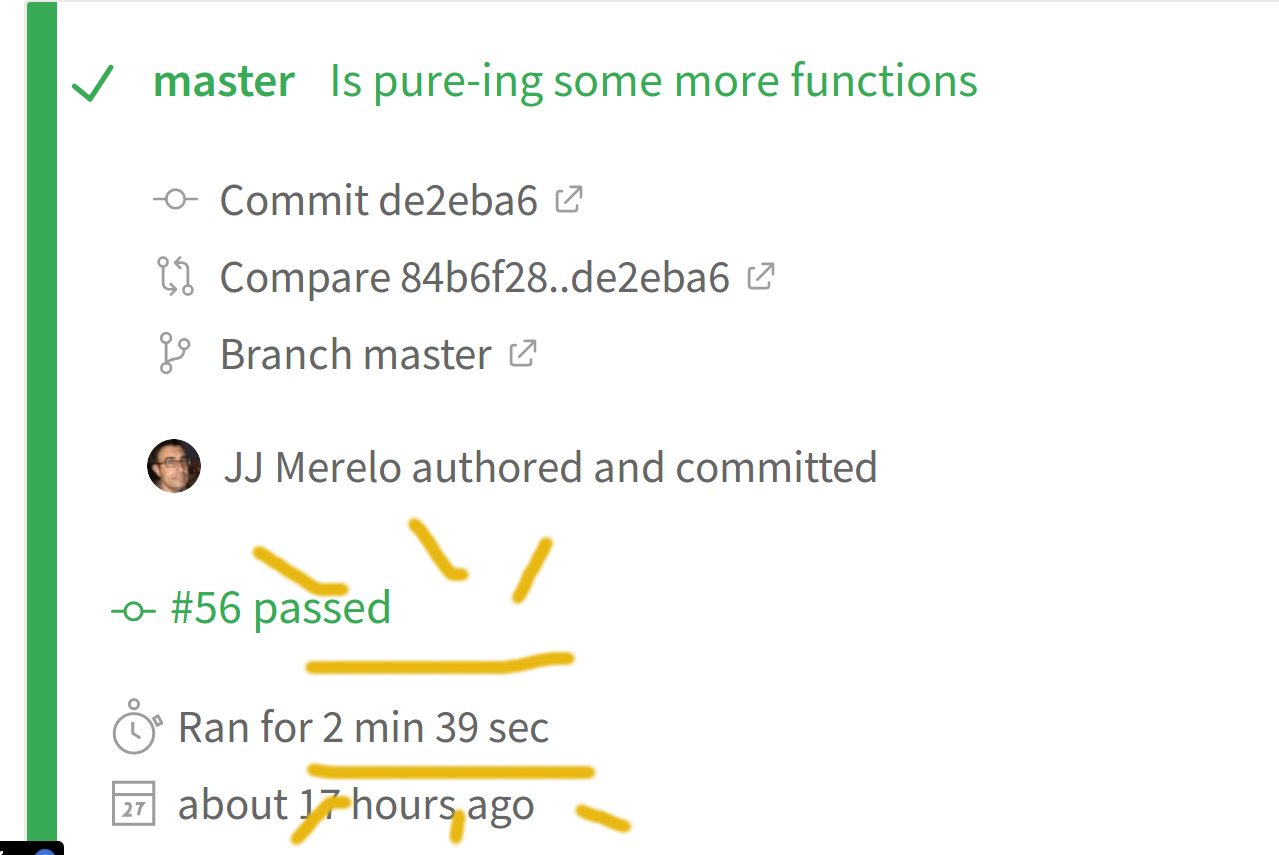 master Is pure-ing some more functions
Commit de2eba6
Compare 84b6f28..de2eba6
Branch master
JJ Merelo authored and committed
#56 passed
Ran for 2 min 39 sec
27 about 17 hours ago